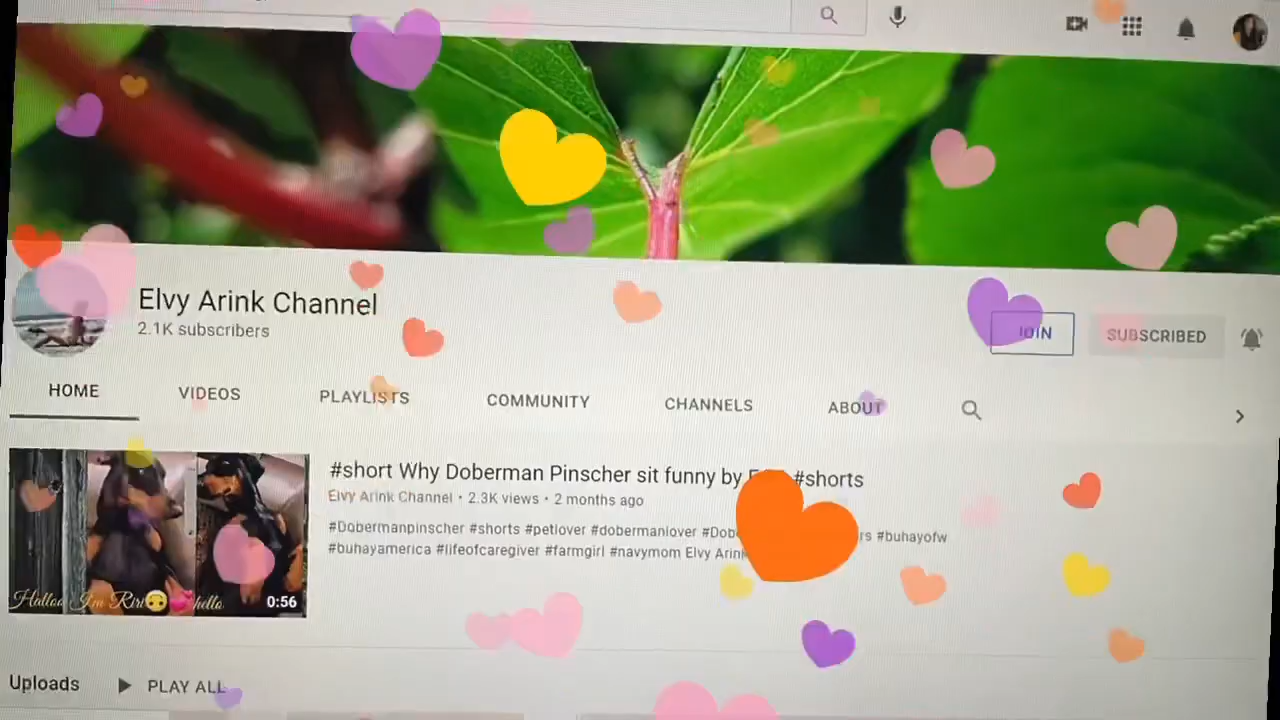 Elvy Arink Channel
2.1K subscribers
JOIN
SUBSCRIBED
HOME
VIDEOS
PLAYLISTS
COMMUNITY
CHANNELS
ABOUT
#short Why Doberman Pinscher sit funny by #shorts
Elvy Arink Channel • 2.3K views • 2 months ago
#Dobermanpinscher #shorts #petlover #dobermanlover #Dob rs #buhayofw
#buhayamerica #lifeofcaregiver #farmgirl #navymom Elvy Arink
Halloo I'm Riri hello
0:56
Uploads
PLAY ALL